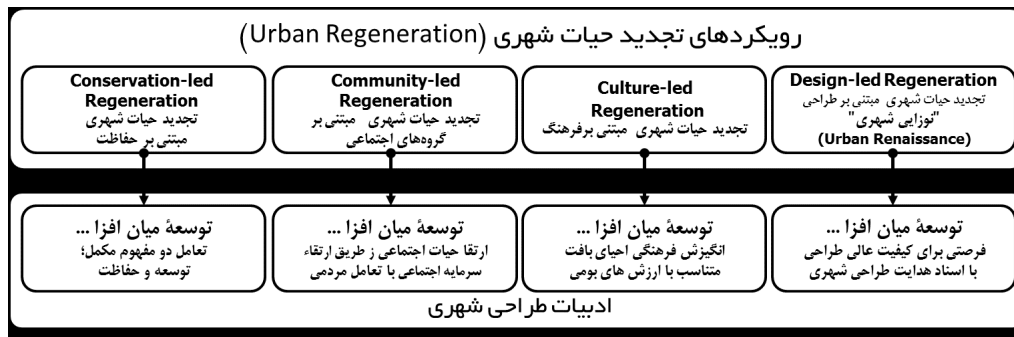 رویکردهای تجدید حیات شهری (Urban Regeneration)
Design-led Regeneration
تجدید حیات شهری مبتنی بر طراحی
"نوزایی شهری"
(Urban Renaissance)
Culture-led
Regeneration
تجدید حیات شهری مبتنی برفرهنگ
Community-led
Regeneration
تجدید حیات شهری مبتنی بر
گروه‌های اجتماعی
Conservation-led
Regeneration
تجدید حیات شهری
مبتنی بر حفاظت
توسعهٔ میان افزا ...
فرصتی برای کیفیت عالی طراحی
با اسناد هدایت طراحی شهری
توسعهٔ میان افزا ...
انگیزش فرهنگی احیای بافت
متناسب با ارزش های بومی
توسعهٔ میان افزا ...
ارتقا حیات اجتماعی ز طریق ارتقاء
سرمایه اجتماعی با تعامل مردمی
توسعهٔ میان افزا ...
تعامل دو مفهوم مکمل؛
توسعه و حفاظت
ادبیات طراحی شهری